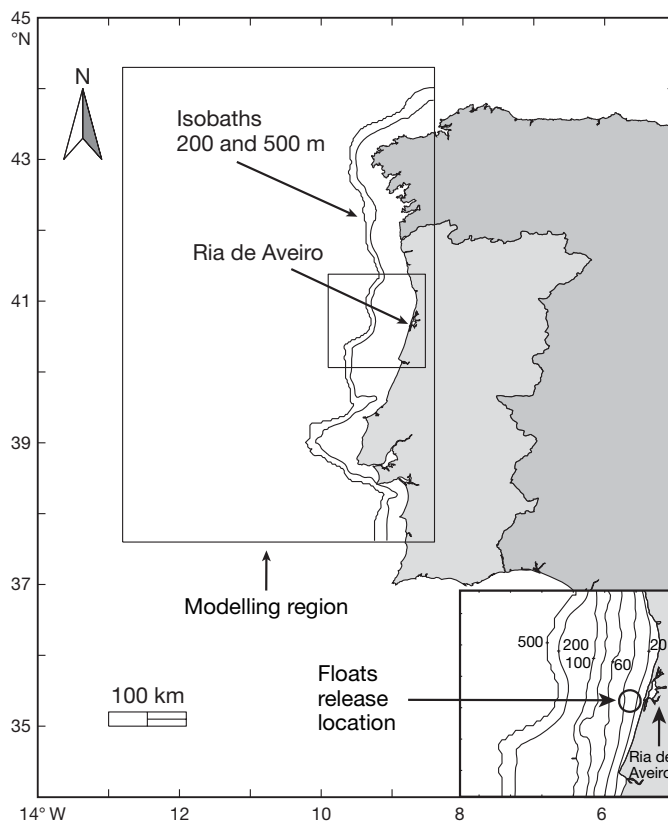 45
°N
N
Isobaths
200 and 500 m
43
Ria de Aveiro
41
39
37
Modelling region
500
200
100
60
20
Floats
release
location
100 km
35
Ria de
Aveiro
14° W
12
10
8
6